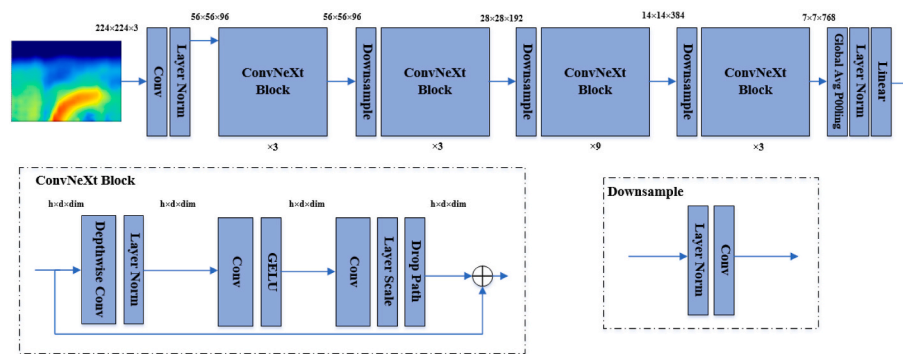 224×224×3
56×56×96
56×56×96
28×28×192
14×14×384
7×7×768
Conv
Layer Norm
ConvNeXt
Block
Downsample
ConvNeXt
Block
Downsample
ConvNeXt
Block
Downsample
ConvNeXt
Block
Global Avg P00ling
Layer Norm
Linear
×3
×3
×9
×3
ConvNeXt Block
h×d×dim
h×d×dim
h×d×dim
h×d×dim
Depthwise Conv
Layer Norm
Conv
GELU
Conv
Layer Scale
Drop Path
Downsample
Layer Norm
Conv